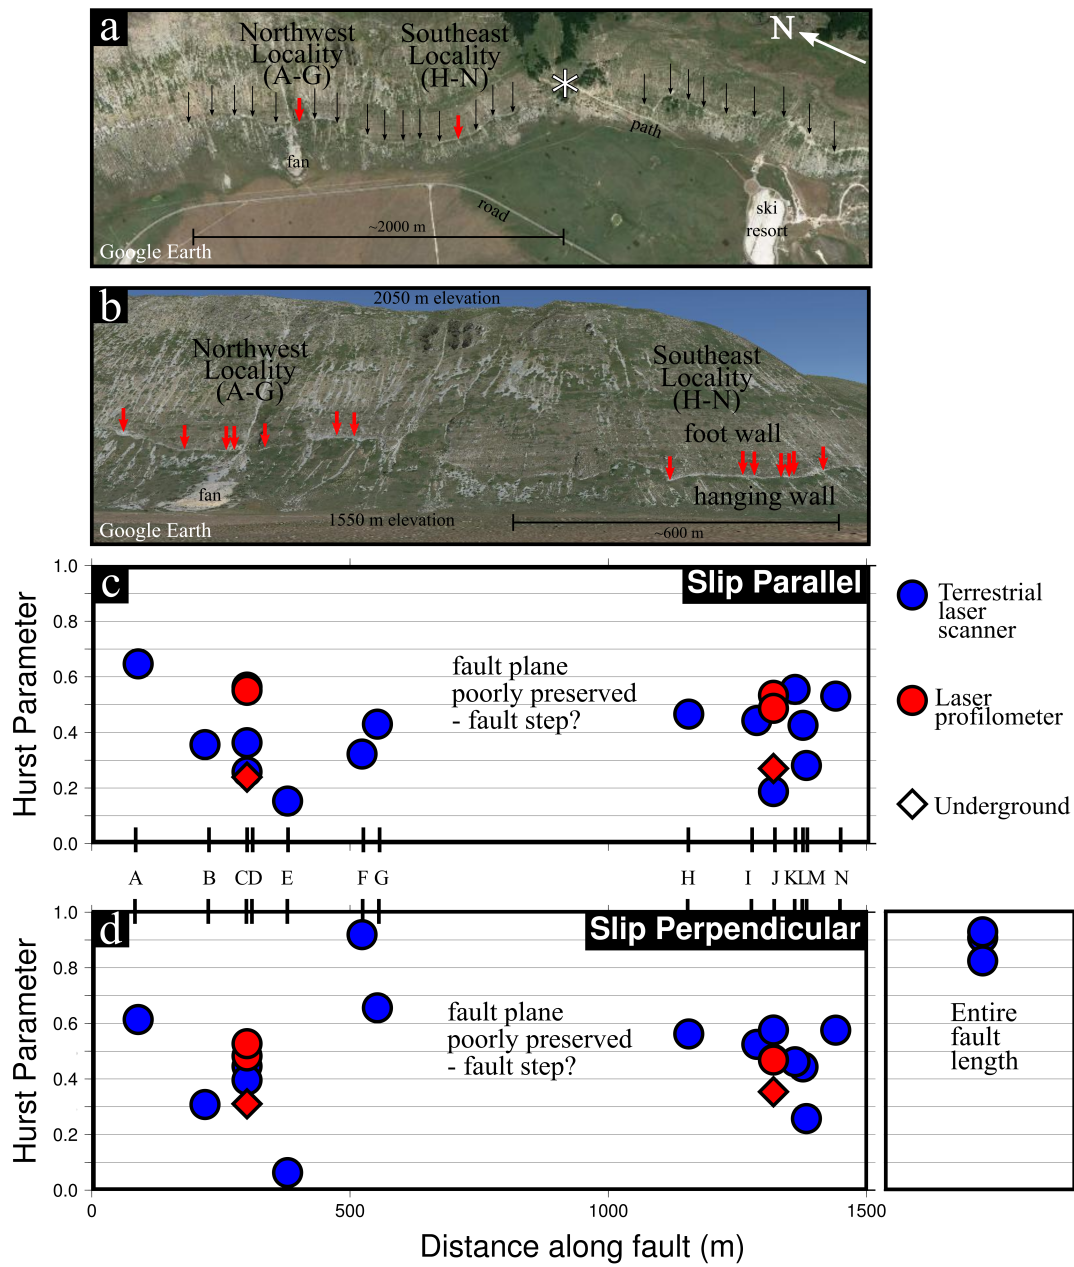 a
Northwest
Locality
(A-G)
Southeast
Locality
(H-N)
N
path
fan
road
ski
resort
~2000 m
Google Earth
b
2050 m elevation
Northwest
Locality
(A-G)
Southeast
Locality
(H-N)
foot wall
hanging wall
fan
1550 m elevation
~600 m
Google Earth
c
Slip Parallel
Hurst Parameter
1.0
0.8
0.6
0.4
0.2
0.0
fault plane
poorly preserved
- fault step?
Terrestrial
laser
scanner
Laser
profilometer
Underground
A B C D E F G H I J K L M N
d
Slip Perpendicular
Hurst Parameter
1.0
0.8
0.6
0.4
0.2
0.0
fault plane
poorly preserved
- fault step?
Entire
fault
length
0 500 1000 1500
Distance along fault (m)